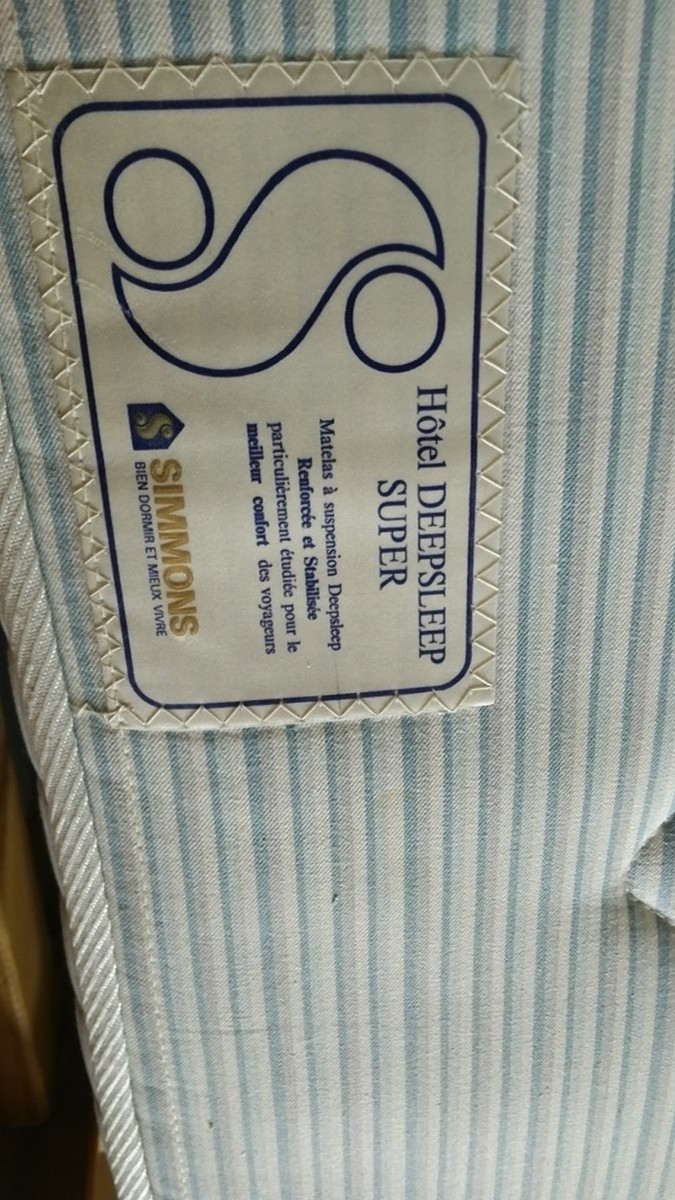 Hôtel DEEPSLEEP
SUPER
Matelas à suspension Deepsleep
Renforcée et Stabilisée
particulièrement étudiée pour le
meilleur confort des voyageurs
SIMMONS
BIEN DORMIR ET MIEUX VIVRE